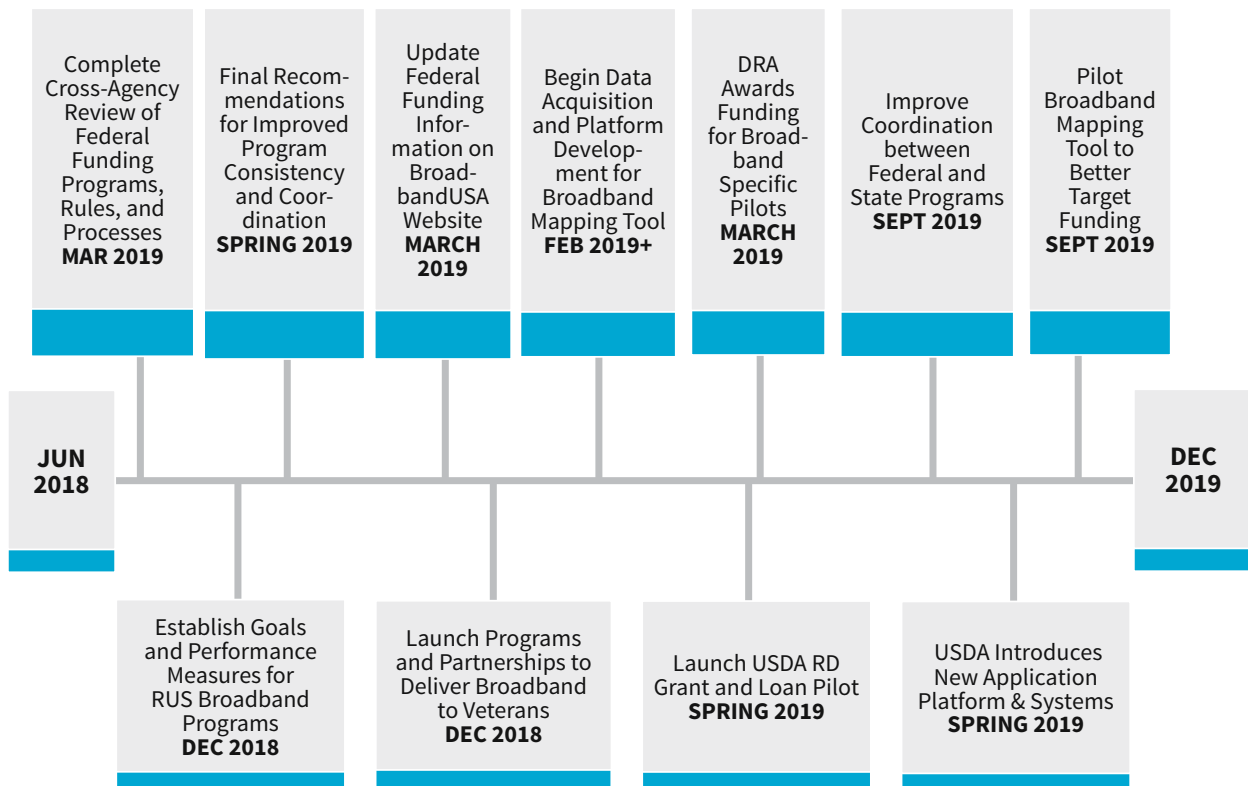 Complete
Cross-Agency
Review of
Federal
Funding
Programs,
Rules, and
Processes
MAR 2019
Final Recom-
mendations
for Improved
Program
Consistency
and Coor-
dination
SPRING 2019
Update
Federal
Funding
Infor-
mation on
Broad-
bandUSA
Website
MARCH
2019
Begin Data
Acquisition
and Platform
Develop-
ment for
Broadband
Mapping Tool
FEB 2019+
DRA
Awards
Funding
for Broad-
band
Specific
Pilots
MARCH
2019
Improve
Coordination
between
Federal and
State Programs
SEPT 2019
Pilot
Broadband
Mapping
Tool to
Better
Target
Funding
SEPT 2019
JUN
2018
DEC
2019
Establish Goals
and Performance
Measures for
RUS Broadband
Programs
DEC 2018
Launch Programs
and Partnerships to
Deliver Broadband
to Veterans
DEC 2018
Launch USDA RD
Grant and Loan Pilot
SPRING 2019
USDA Introduces
New Application
Platform & Systems
SPRING 2019